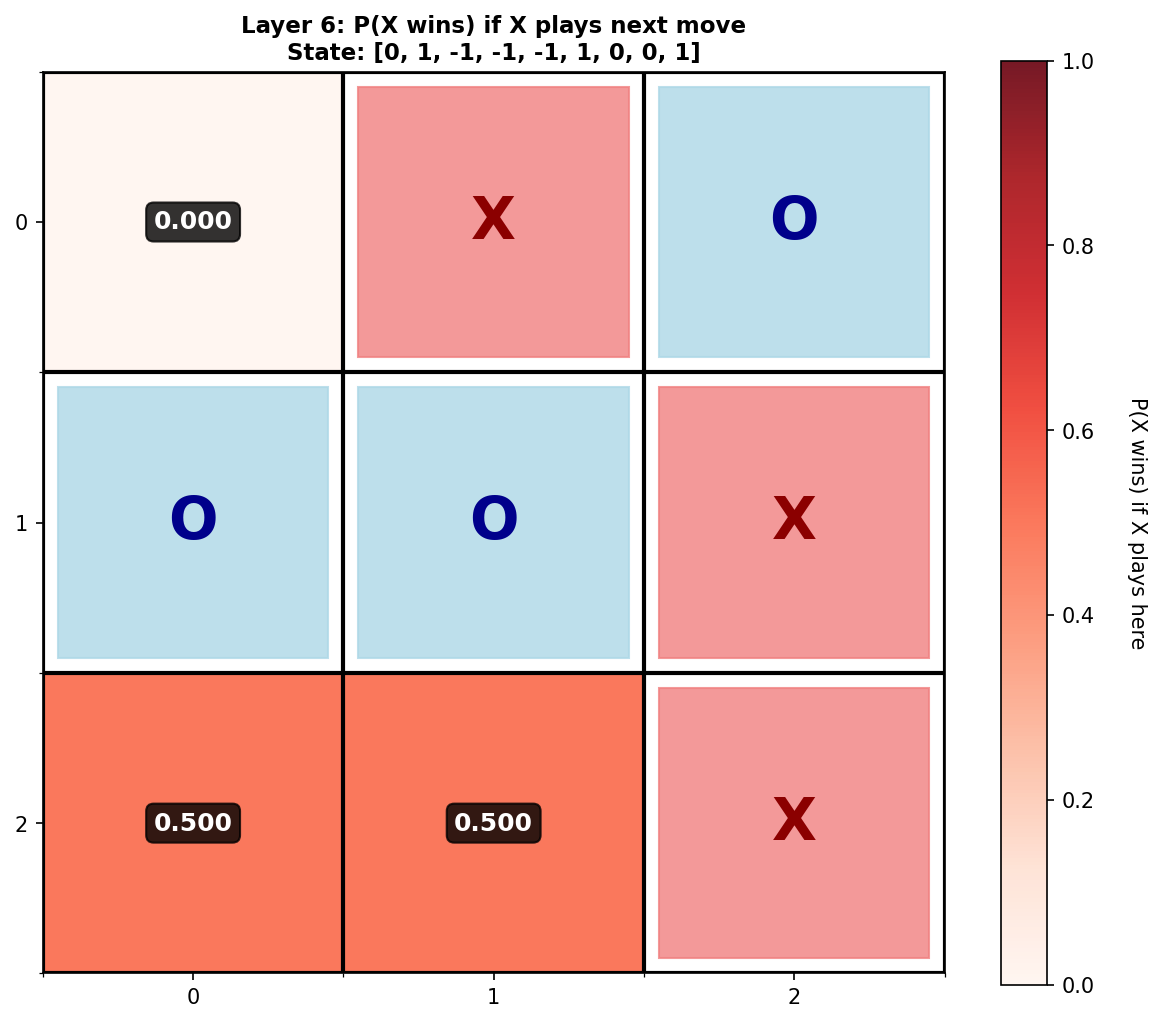 Layer 6: P(X wins) if X plays next move
State: [0, 1, -1, -1, -1, 1, 0, 0, 1]
0
0.000
X
O
1
O
O
X
2
0.500
0.500
X
0
1
2
1.0
0.8
0.6
0.4
0.2
0.0
P(X wins) if X plays here